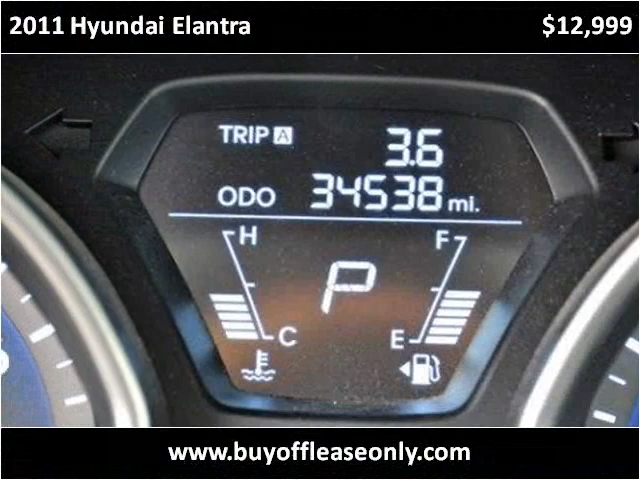 2011 Hyundai Elantra $12,999
TRIP A 3.6
ODO 34538 mi.
H F
P
C E
www.buyoffleaseonly.com